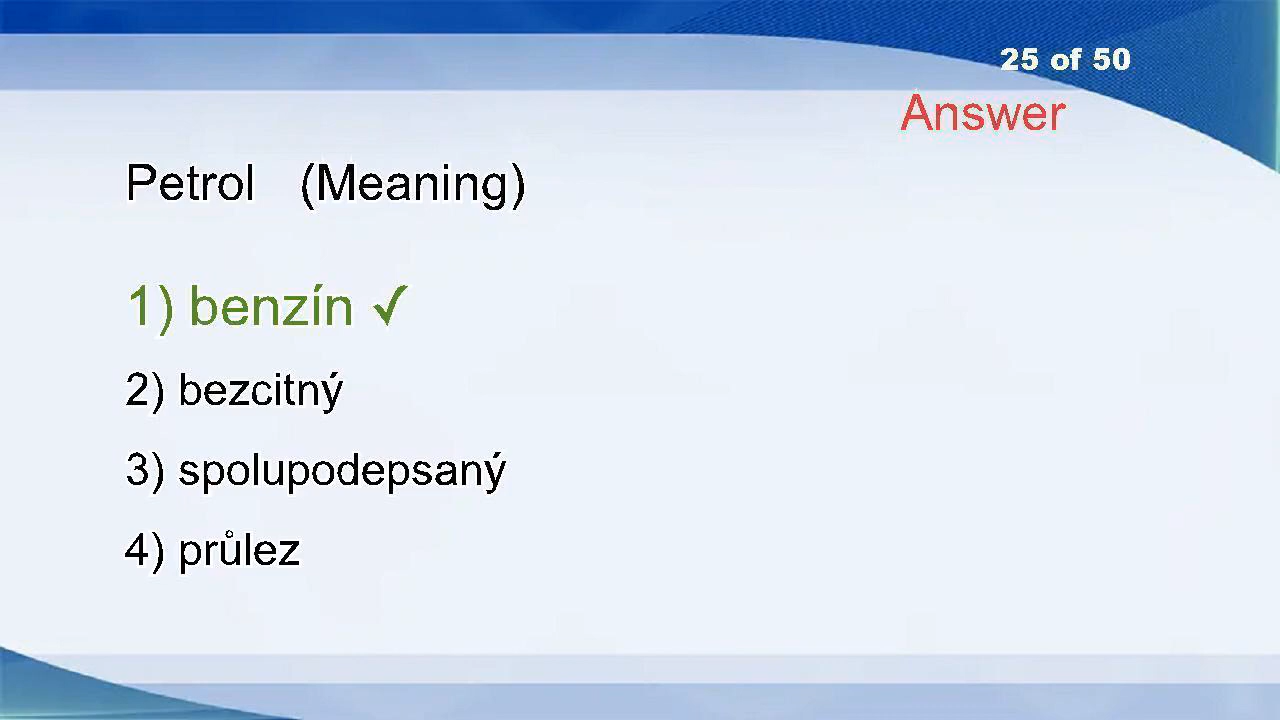 25 of 50
Answer
Petrol (Meaning)
1) benzín ✓
2) bezcitný
3) spolupodepsaný
4) průlez